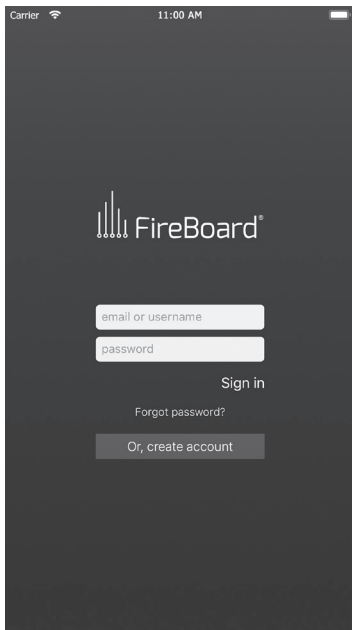 Carrier 11:00 AM
FireBoard®
email or username
password
Sign in
Forgot password?
Or, create account